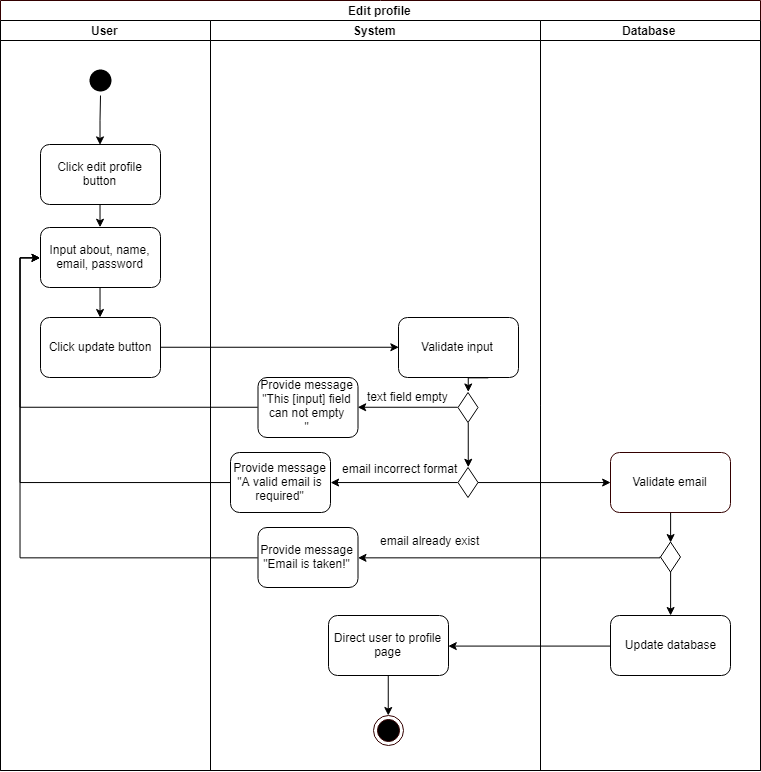 Edit profile
User
System
Database
Click edit profile
button
Input about, name,
email, password
Click update button
Validate input
Provide message
"This [input] field
can not empty
"
text field empty
Provide message
"A valid email is
required"
email incorrect format
Validate email
Provide message
"Email is taken!"
email already exist
Direct user to profile
page
Update database